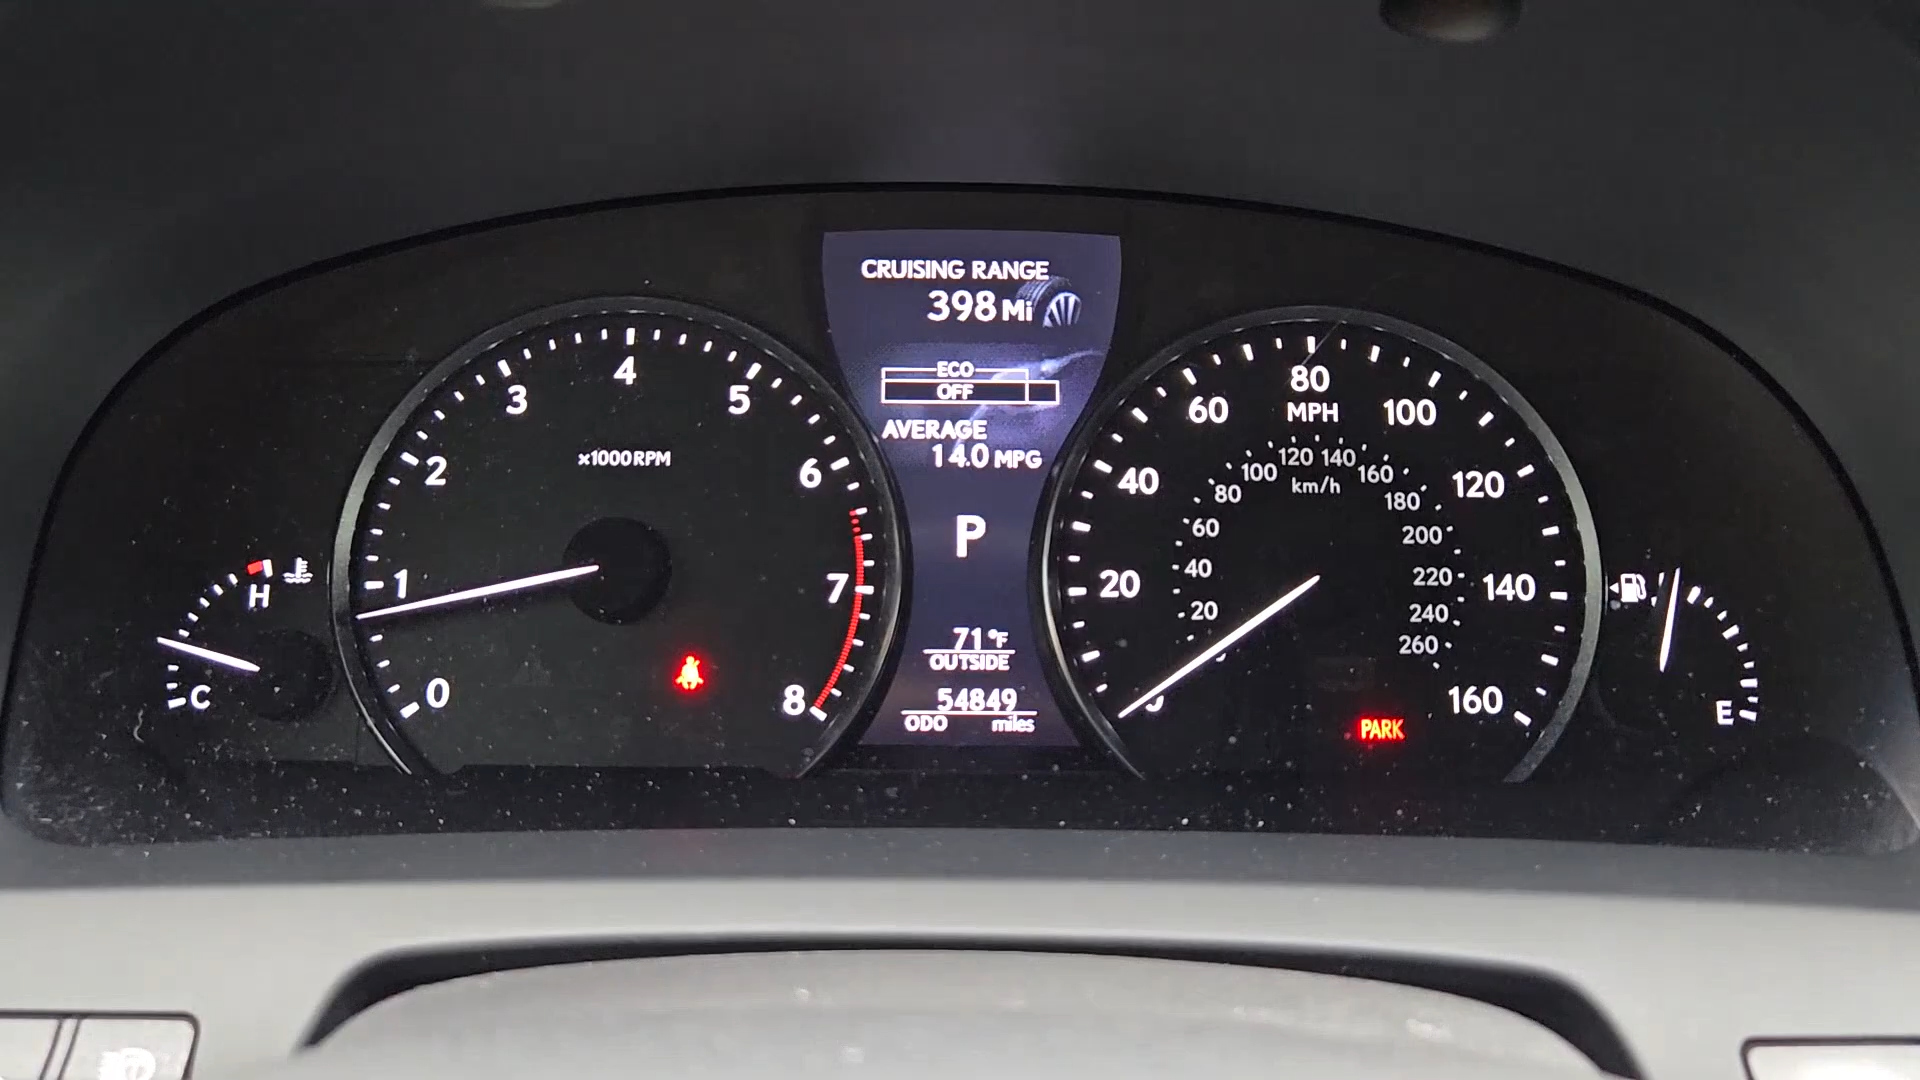 CRUISING RANGE
398 Mi
ECO
OFF
AVERAGE
14.0 MPG
P
71°F
OUTSIDE
54849
ODO miles
0 1 2 3 4 5 6 7 8
x1000RPM
H
C
20 40 60 80 100 120 140 160
MPH
20 40 60 80 100 120 140 160 180 200 220 240 260
km/h
PARK
E